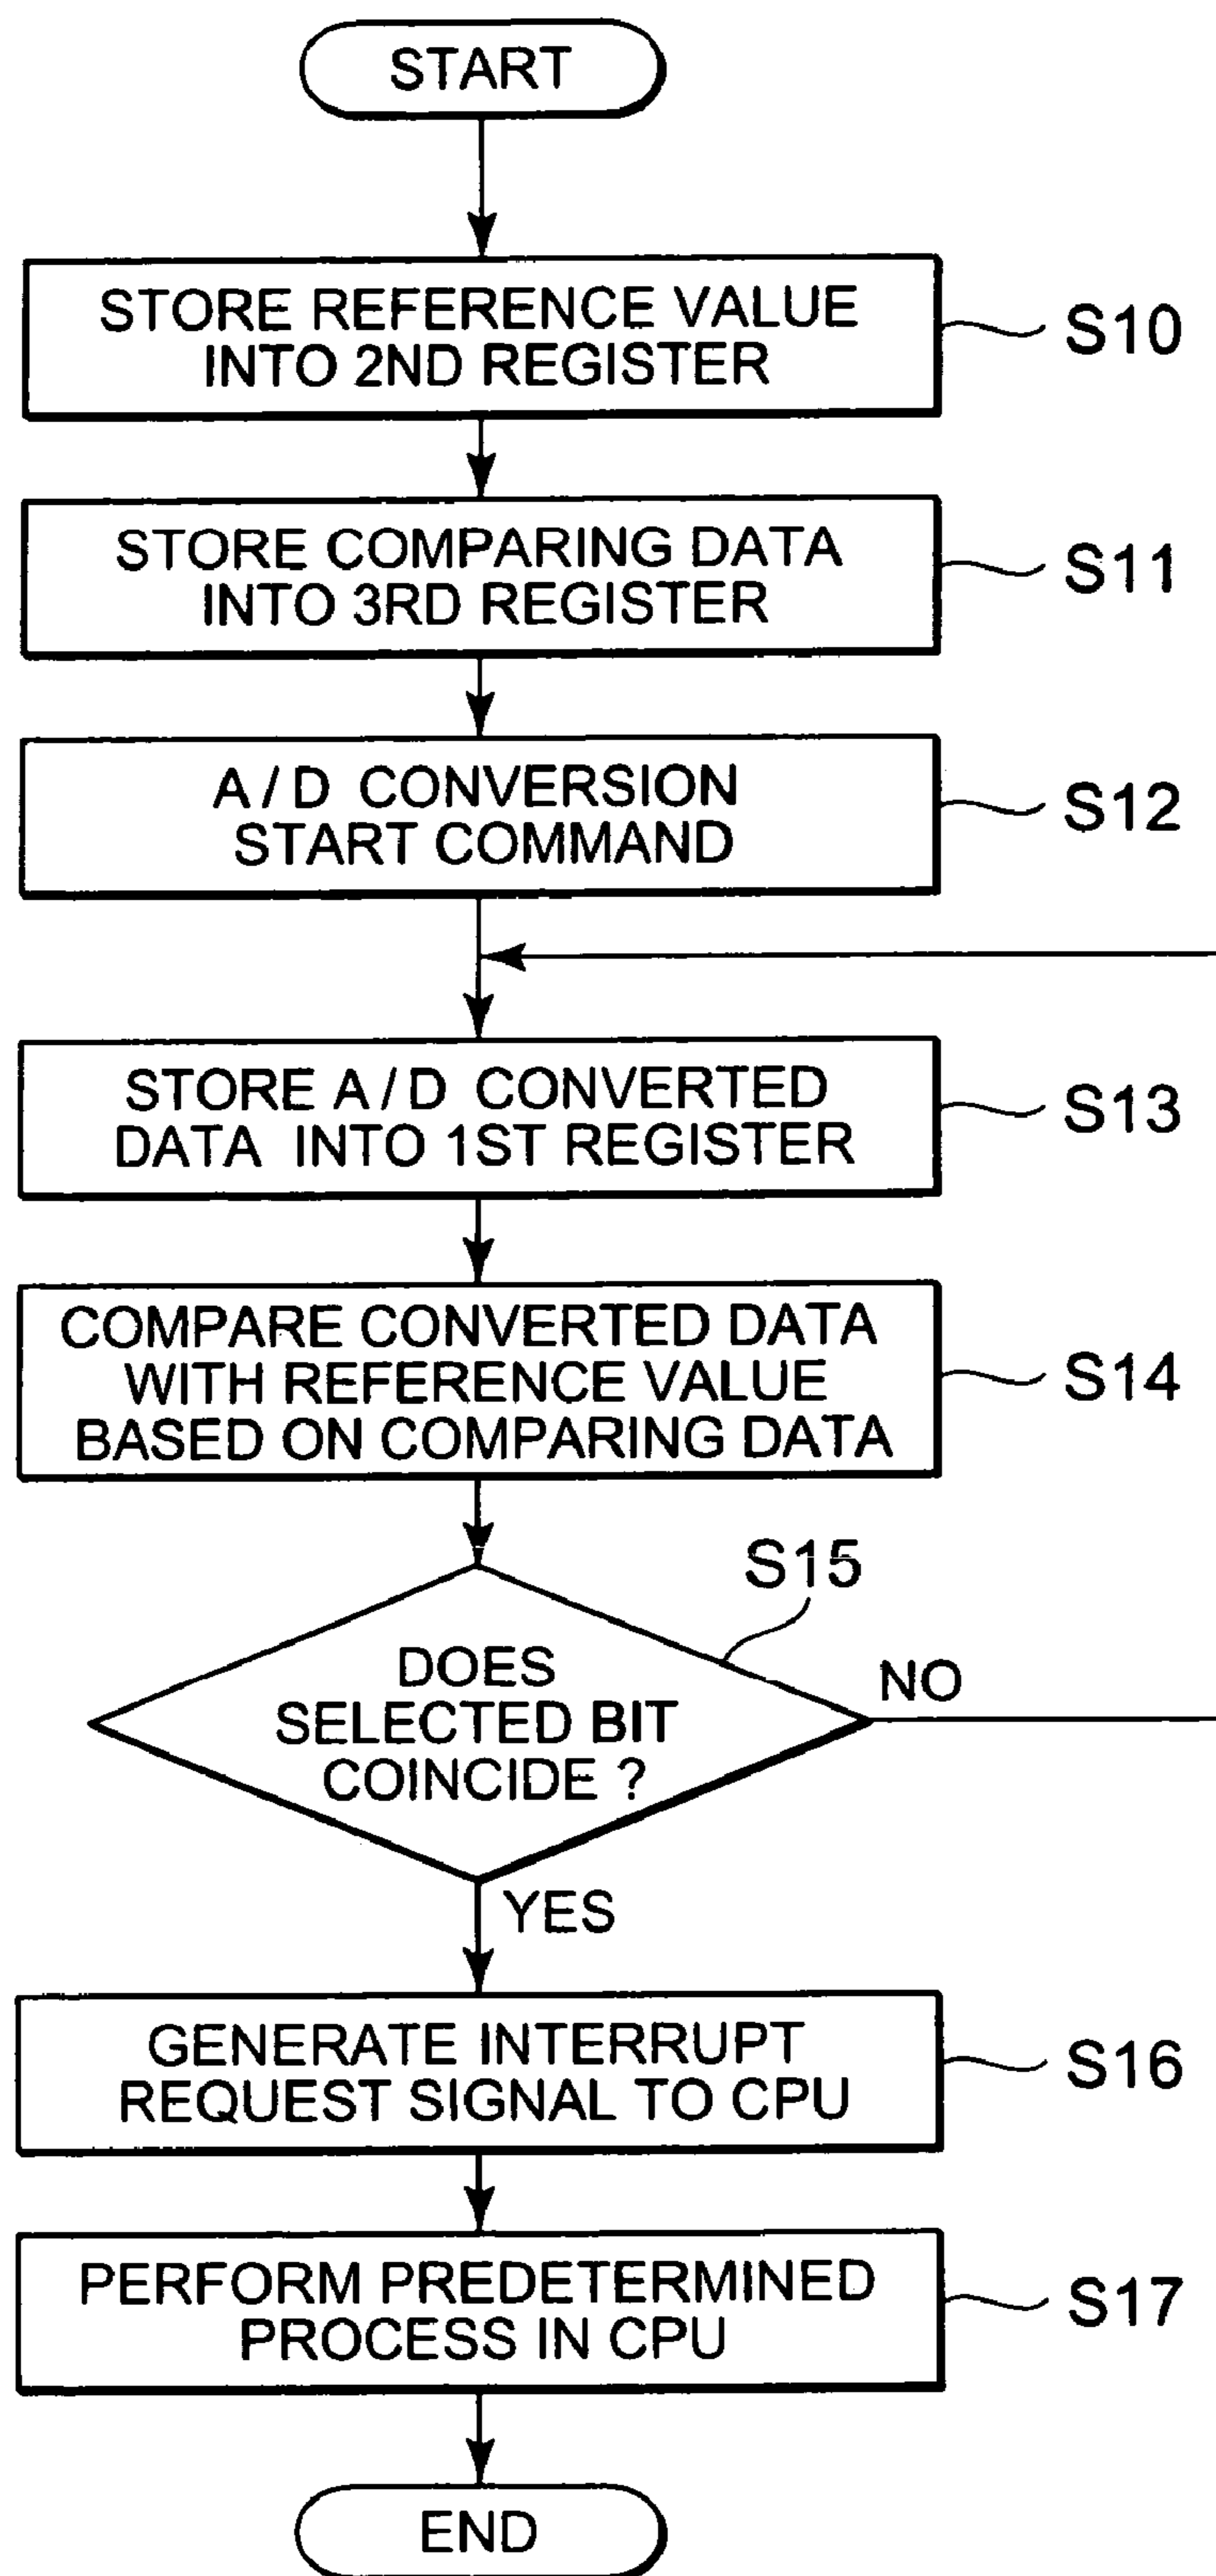 START
STORE REFERENCE VALUE
INTO 2ND REGISTER
S10
STORE COMPARING DATA
INTO 3RD REGISTER
S11
A/D CONVERSION
START COMMAND
S12
STORE A/D CONVERTED
DATA INTO 1ST REGISTER
S13
COMPARE CONVERTED DATA
WITH REFERENCE VALUE
BASED ON COMPARING DATA
S14
S15
DOES
SELECTED BIT
COINCIDE ?
NO
YES
GENERATE INTERRUPT
REQUEST SIGNAL TO CPU
S16
PERFORM PREDETERMINED
PROCESS IN CPU
S17
END